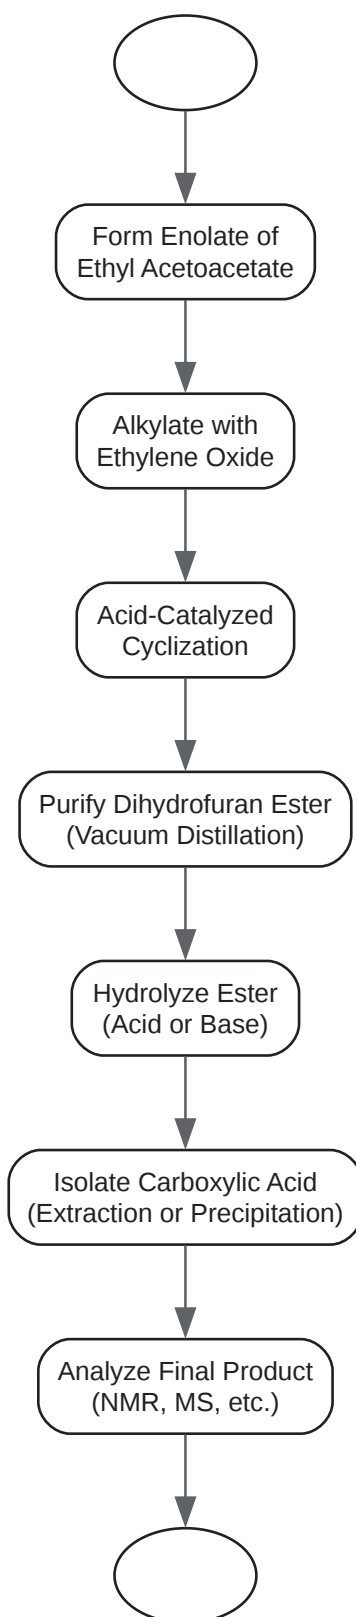 Form Enolate of
Ethyl Acetoacetate
Alkylate with
Ethylene Oxide
Acid-Catalyzed
Cyclization
Purify Dihydrofuran Ester
(Vacuum Distillation)
Hydrolyze Ester
(Acid or Base)
Isolate Carboxylic Acid
(Extraction or Precipitation)
Analyze Final Product
(NMR, MS, etc.)